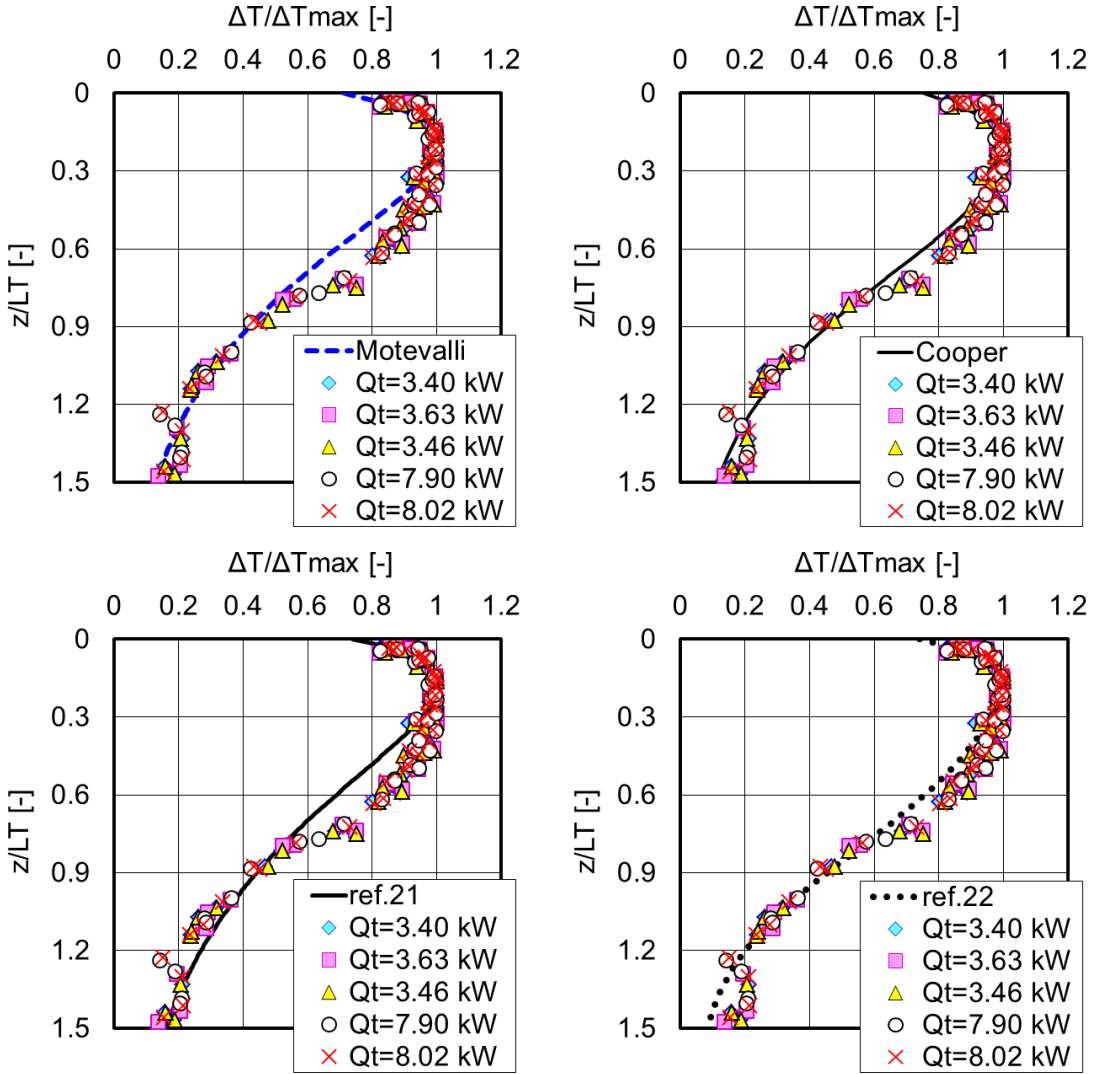 ΔT/ΔTmax [-]
0 0.2 0.4 0.6 0.8 1 1.2
0
0.3
0.6
0.9
1.2
1.5
z/LT [-]
Motevalli
Qt=3.40 kW
Qt=3.63 kW
Qt=3.46 kW
Qt=7.90 kW
Qt=8.02 kW
ΔT/ΔTmax [-]
0 0.2 0.4 0.6 0.8 1 1.2
0
0.3
0.6
0.9
1.2
1.5
z/LT [-]
Cooper
Qt=3.40 kW
Qt=3.63 kW
Qt=3.46 kW
Qt=7.90 kW
Qt=8.02 kW
ΔT/ΔTmax [-]
0 0.2 0.4 0.6 0.8 1 1.2
0
0.3
0.6
0.9
1.2
1.5
z/LT [-]
ref.21
Qt=3.40 kW
Qt=3.63 kW
Qt=3.46 kW
Qt=7.90 kW
Qt=8.02 kW
ΔT/ΔTmax [-]
0 0.2 0.4 0.6 0.8 1 1.2
0
0.3
0.6
0.9
1.2
1.5
z/LT [-]
ref.22
Qt=3.40 kW
Qt=3.63 kW
Qt=3.46 kW
Qt=7.90 kW
Qt=8.02 kW